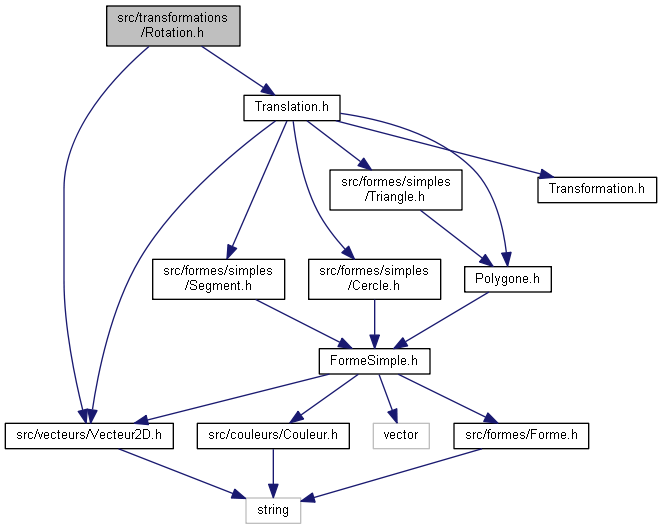 src/transformations
/Rotation.h
Translation.h
src/formes/simples
/Triangle.h
Transformation.h
src/formes/simples
/Segment.h
src/formes/simples
/Cercle.h
Polygone.h
FormeSimple.h
src/vecteurs/Vecteur2D.h
src/couleurs/Couleur.h
vector
src/formes/Forme.h
string